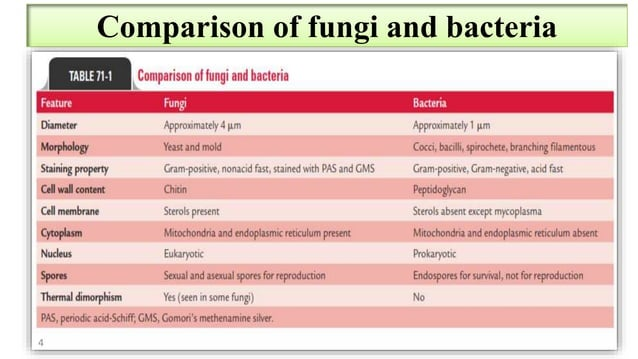 Comparison of fungi and bacteria
TABLE 71-1 Comparison of fungi and bacteria
Feature Fungi Bacteria
Diameter Approximately 4 μm Approximately 1 μm
Morphology Yeast and mold Cocci, bacilli, spirochete, branching filamentous
Staining property Gram-positive, nonacid fast, stained with PAS and GMS Gram-positive, Gram-negative, acid fast
Cell wall content Chitin Peptidoglycan
Cell membrane Sterols present Sterols absent except mycoplasma
Cytoplasm Mitochondria and endoplasmic reticulum present Mitochondria and endoplasmic reticulum absent
Nucleus Eukaryotic Prokaryotic
Spores Sexual and asexual spores for reproduction Endospores for survival, not for reproduction
Thermal dimorphism Yes (seen in some fungi) No
PAS, periodic acid-Schiff; GMS, Gomori's methenamine silver.
4